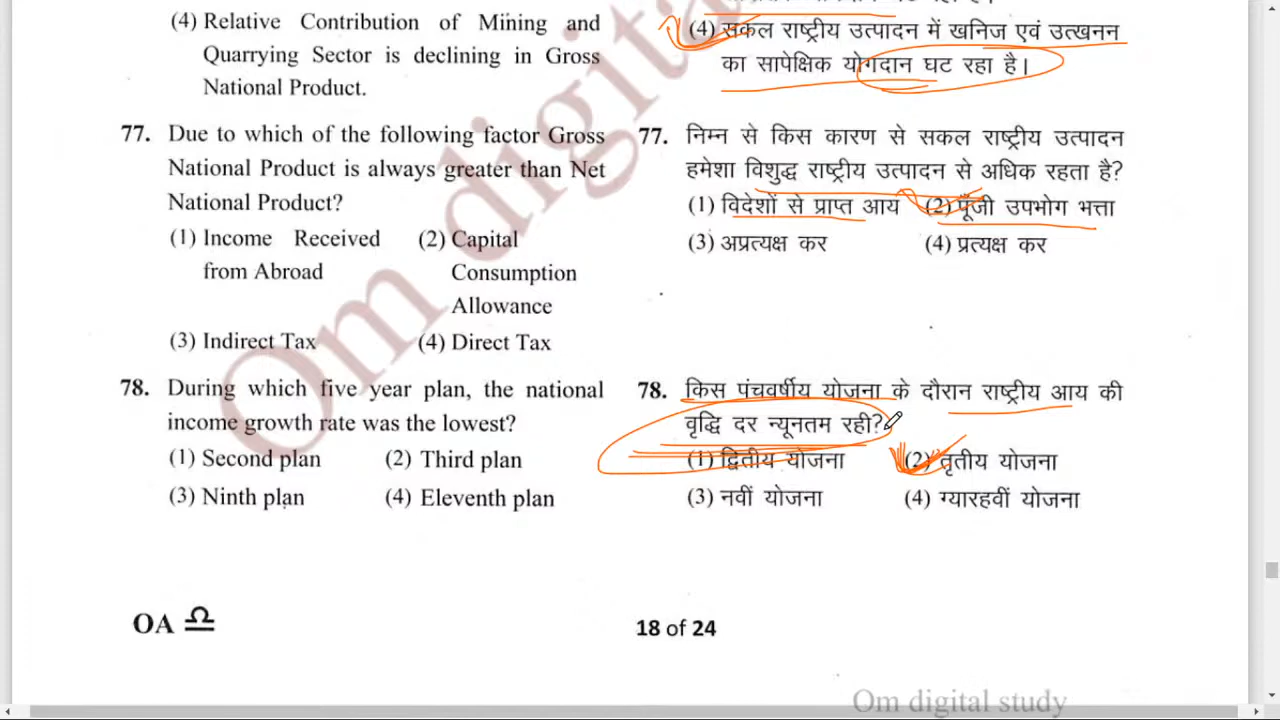 (4) Relative Contribution of Mining and
Quarrying Sector is declining in Gross
National Product.
(4) सकल राष्ट्रीय उत्पादन में खनिज एवं उत्खनन
का सापेक्षिक योगदान घट रहा है।
77. Due to which of the following factor Gross
National Product is always greater than Net
National Product?
(1) Income Received from Abroad
(2) Capital Consumption Allowance
(3) Indirect Tax
(4) Direct Tax
77. निम्न से किस कारण से सकल राष्ट्रीय उत्पादन
हमेशा विशुद्ध राष्ट्रीय उत्पादन से अधिक रहता है?
(1) विदेशों से प्राप्त आय (2) पूँजी उपभोग भत्ता
(3) अप्रत्यक्ष कर (4) प्रत्यक्ष कर
78. During which five year plan, the national
income growth rate was the lowest?
(1) Second plan (2) Third plan
(3) Ninth plan (4) Eleventh plan
78. किस पंचवर्षीय योजना के दौरान राष्ट्रीय आय की
वृद्धि दर न्यूनतम रही?
(1) द्वितीय योजना (2) तृतीय योजना
(3) नवीं योजना (4) ग्यारहवीं योजना
OA ♎
18 of 24
Om digital
Om digital study